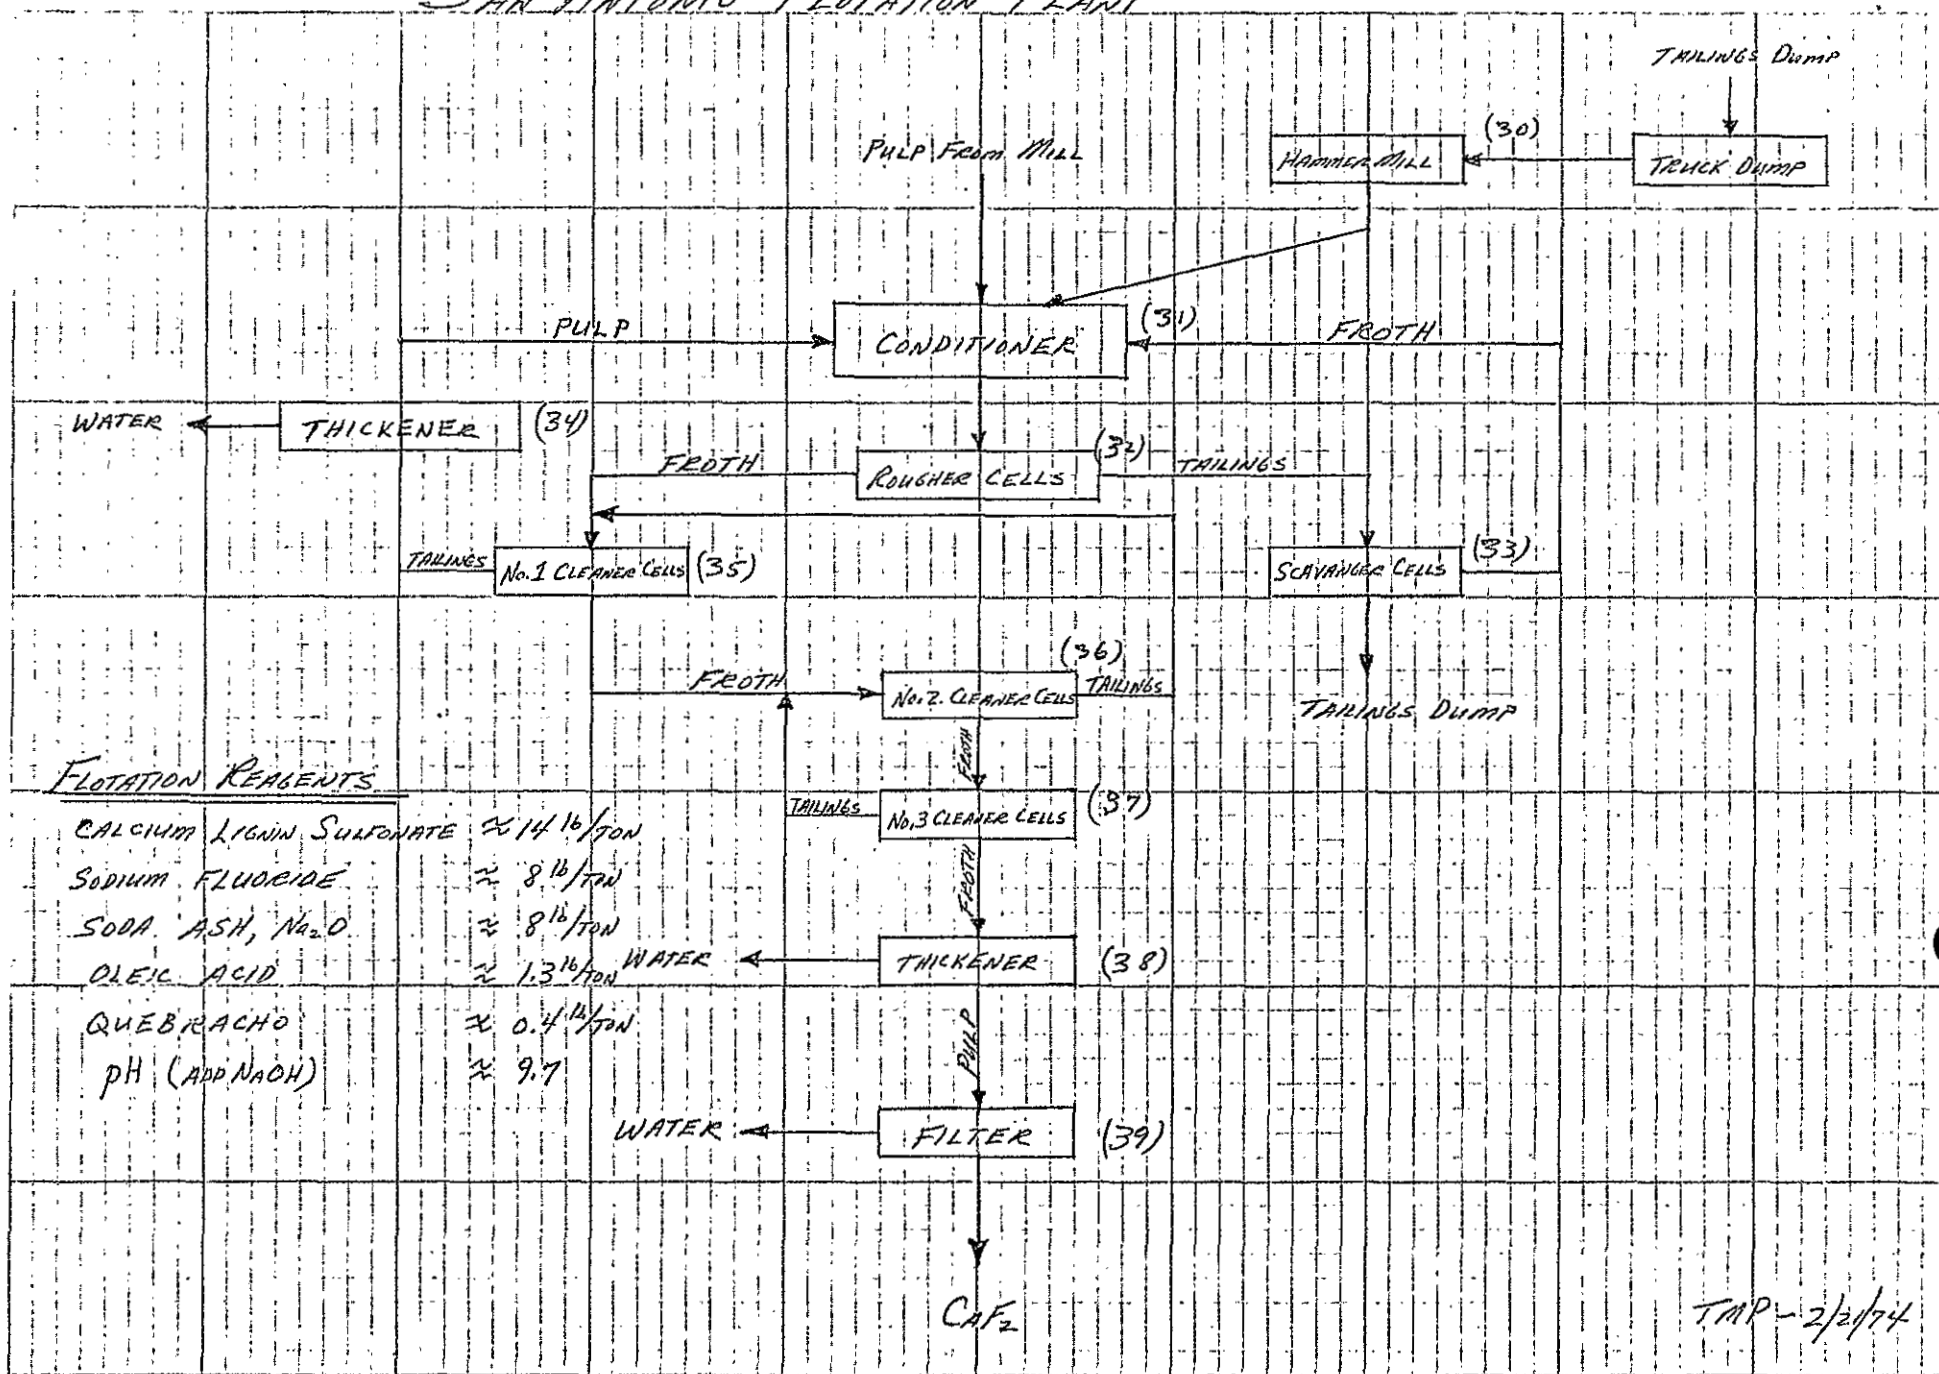 SAN ANTONIO FLOTATION PLANT
TAILINGS DUMP
PULP FROM MILL
HAMMER MILL
(30)
TRUCK DUMP
PULP
CONDITIONER
(31)
FROTH
WATER
THICKENER
(34)
FROTH
ROUGHER CELLS
(32)
TAILINGS
TAILINGS
No.1 CLEANER CELLS
(35)
SCAVANGER CELLS
(33)
FROTH
No.2. CLEANER CELLS
(36)
TAILINGS
TAILINGS DUMP
FROTH
TAILINGS
No.3 CLEANER CELLS
(37)
FROTH
WATER
THICKENER
(38)
PULP
WATER
FILTER
(39)
CAF2
FLOTATION REAGENTS
CALCIUM LIGNIN SULFONATE ≈ 14 lb/TON
SODIUM FLUORIDE ≈ 8 lb/TON
SODA ASH, Na2O ≈ 8 lb/TON
OLEIC ACID ≈ 1.3 lb/TON
QUEBRACHO ≈ 0.4 lb/TON
pH (ADD NAOH) ≈ 9.7
TMP - 2/21/74